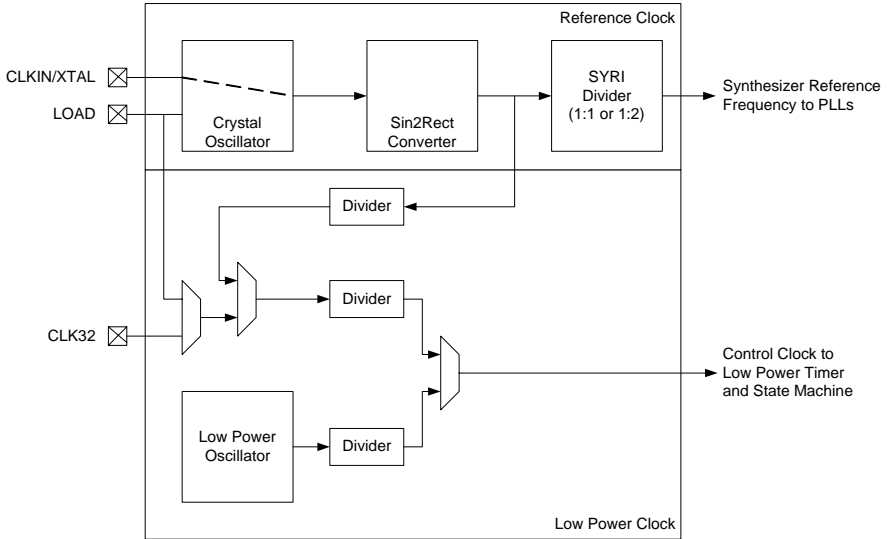 Reference Clock
CLKIN/XTAL
LOAD
Crystal
Oscillator
Sin2Rect
Converter
SYRI
Divider
(1:1 or 1:2)
Synthesizer Reference
Frequency to PLLs
Divider
Divider
CLK32
Control Clock to
Low Power Timer
and State Machine
Low Power
Oscillator
Divider
Low Power Clock